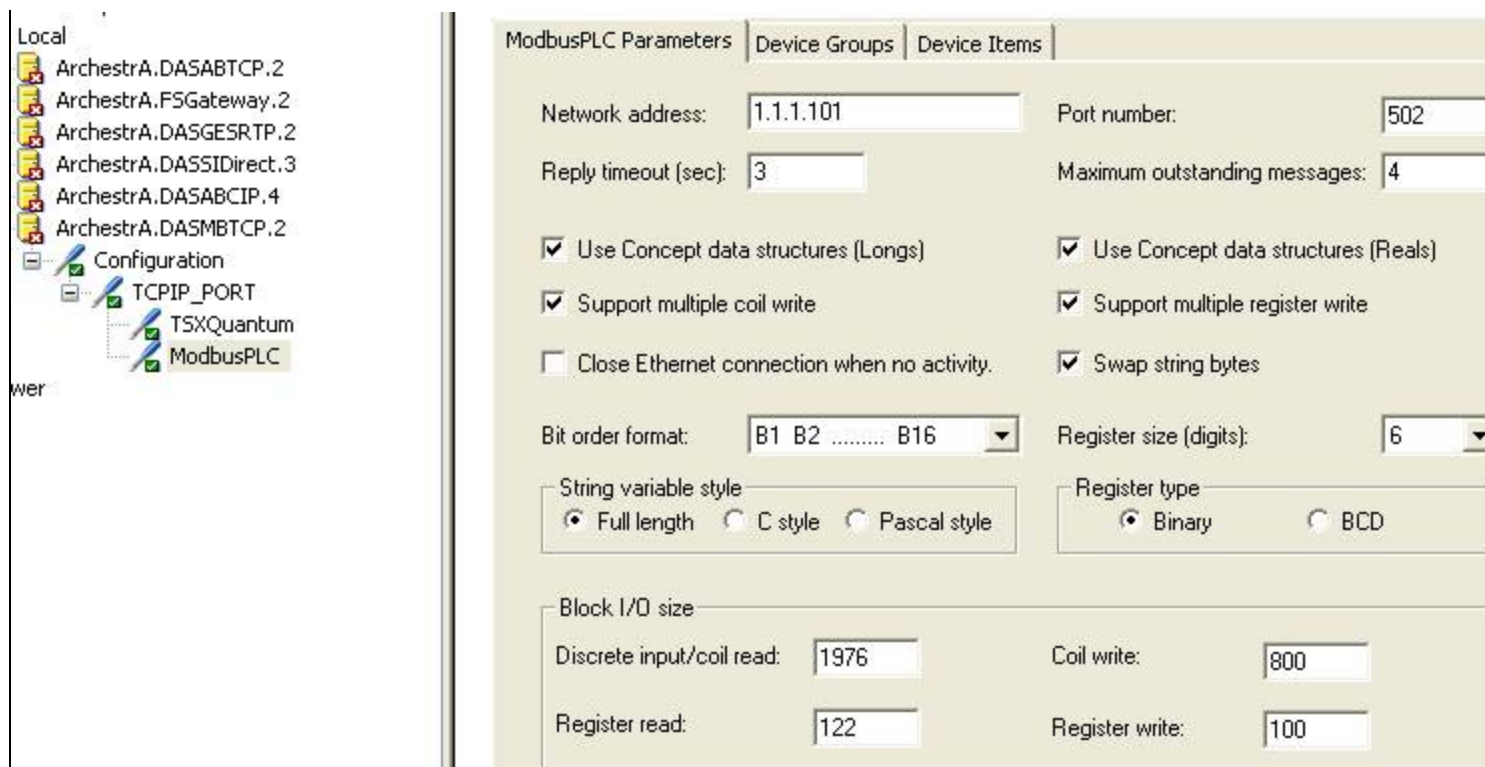 Local
ArchestrA.DASABTCP.2
ArchestrA.FSGateway.2
ArchestrA.DASGESRTP.2
ArchestrA.DASSIDirect.3
ArchestrA.DASABCIP.4
ArchestrA.DASMBTCP.2
Configuration
TCPIP_PORT
TSXQuantum
ModbusPLC
wer
ModbusPLC Parameters Device Groups Device Items
Network address: 1.1.1.101 Port number: 502
Reply timeout (sec): 3 Maximum outstanding messages: 4
Use Concept data structures (Longs) Use Concept data structures (Reals)
Support multiple coil write Support multiple register write
Close Ethernet connection when no activity. Swap string bytes
Bit order format: B1 B2 ......... B16 Register size (digits): 6
String variable style Register type
Full length C style Pascal style Binary BCD
Block I/O size
Discrete input/coil read: 1976 Coil write: 800
Register read: 122 Register write: 100